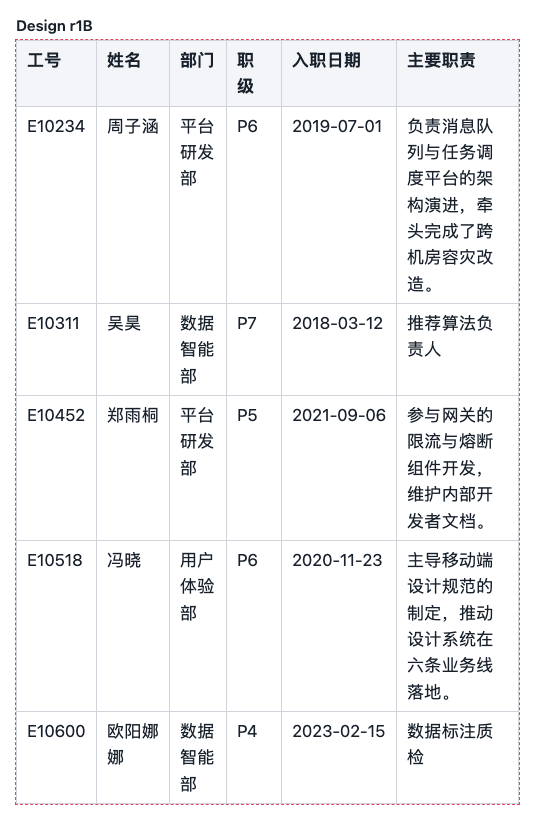 Design r1B
工号 姓名 部门 职级 入职日期 主要职责
E10234 周子涵 平台研发部 P6 2019-07-01 负责消息队列与任务调度平台的架构演进，牵头完成了跨机房容灾改造。
E10311 吴昊 数据智能部 P7 2018-03-12 推荐算法负责人
E10452 郑雨桐 平台研发部 P5 2021-09-06 参与网关的限流与熔断组件开发，维护内部开发者文档。
E10518 冯晓 用户体验部 P6 2020-11-23 主导移动端设计规范的制定，推动设计系统在六条业务线落地。
E10600 欧阳娜娜 数据智能部 P4 2023-02-15 数据标注质检